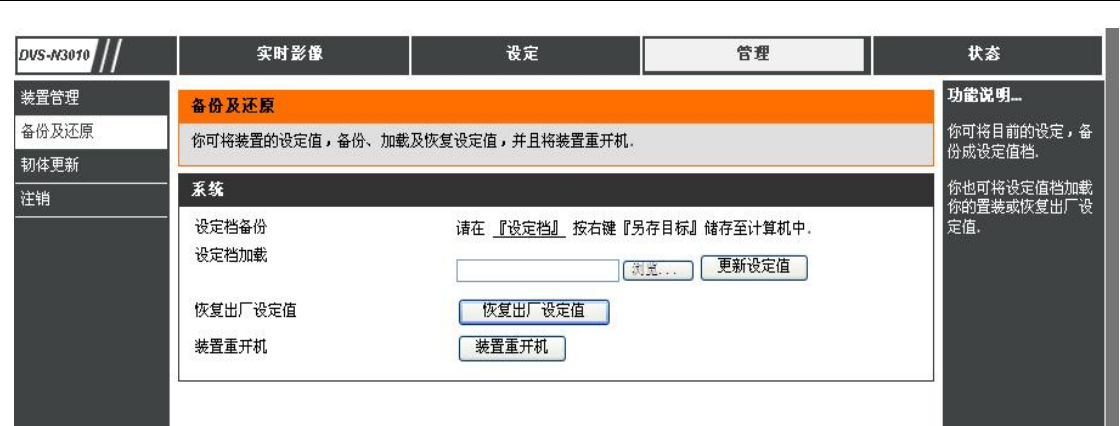 DVS-N3010
实时影像
设定
管理
状态
装置管理
备份及还原
韧体更新
注销
备份及还原
你可将装置的设定值，备份、加载及恢复设定值，并且将装置重开机.
系统
设定档备份
请在 『设定档』 按右键『另存目标』储存至计算机中.
设定档加载
浏览...
更新设定值
恢复出厂设定值
恢复出厂设定值
装置重开机
装置重开机
功能说明...
你可将目前的设定，备
份成设定值档.
你也可将设定值档加载
你的置装或恢复出厂设
定值.